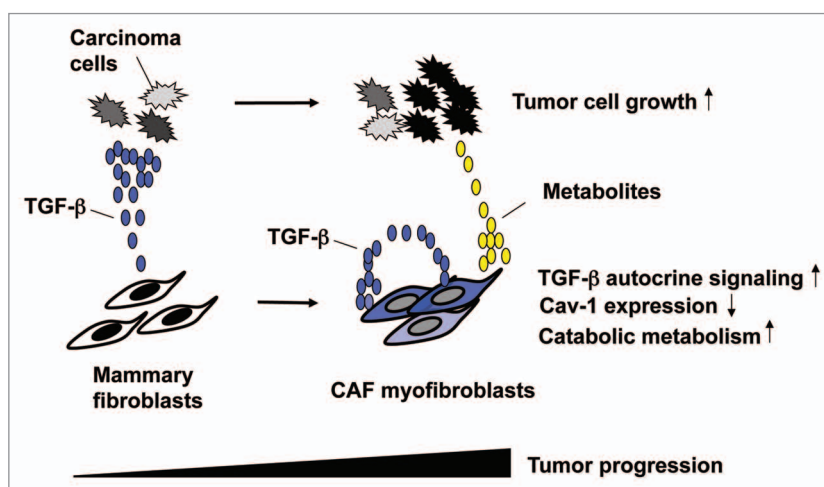 Carcinoma
cells
Tumor cell growth ↑
TGF-β
Metabolites
TGF-β
TGF-β autocrine signaling ↑
Cav-1 expression ↓
Catabolic metabolism ↑
Mammary
fibroblasts
CAF myofibroblasts
Tumor progression